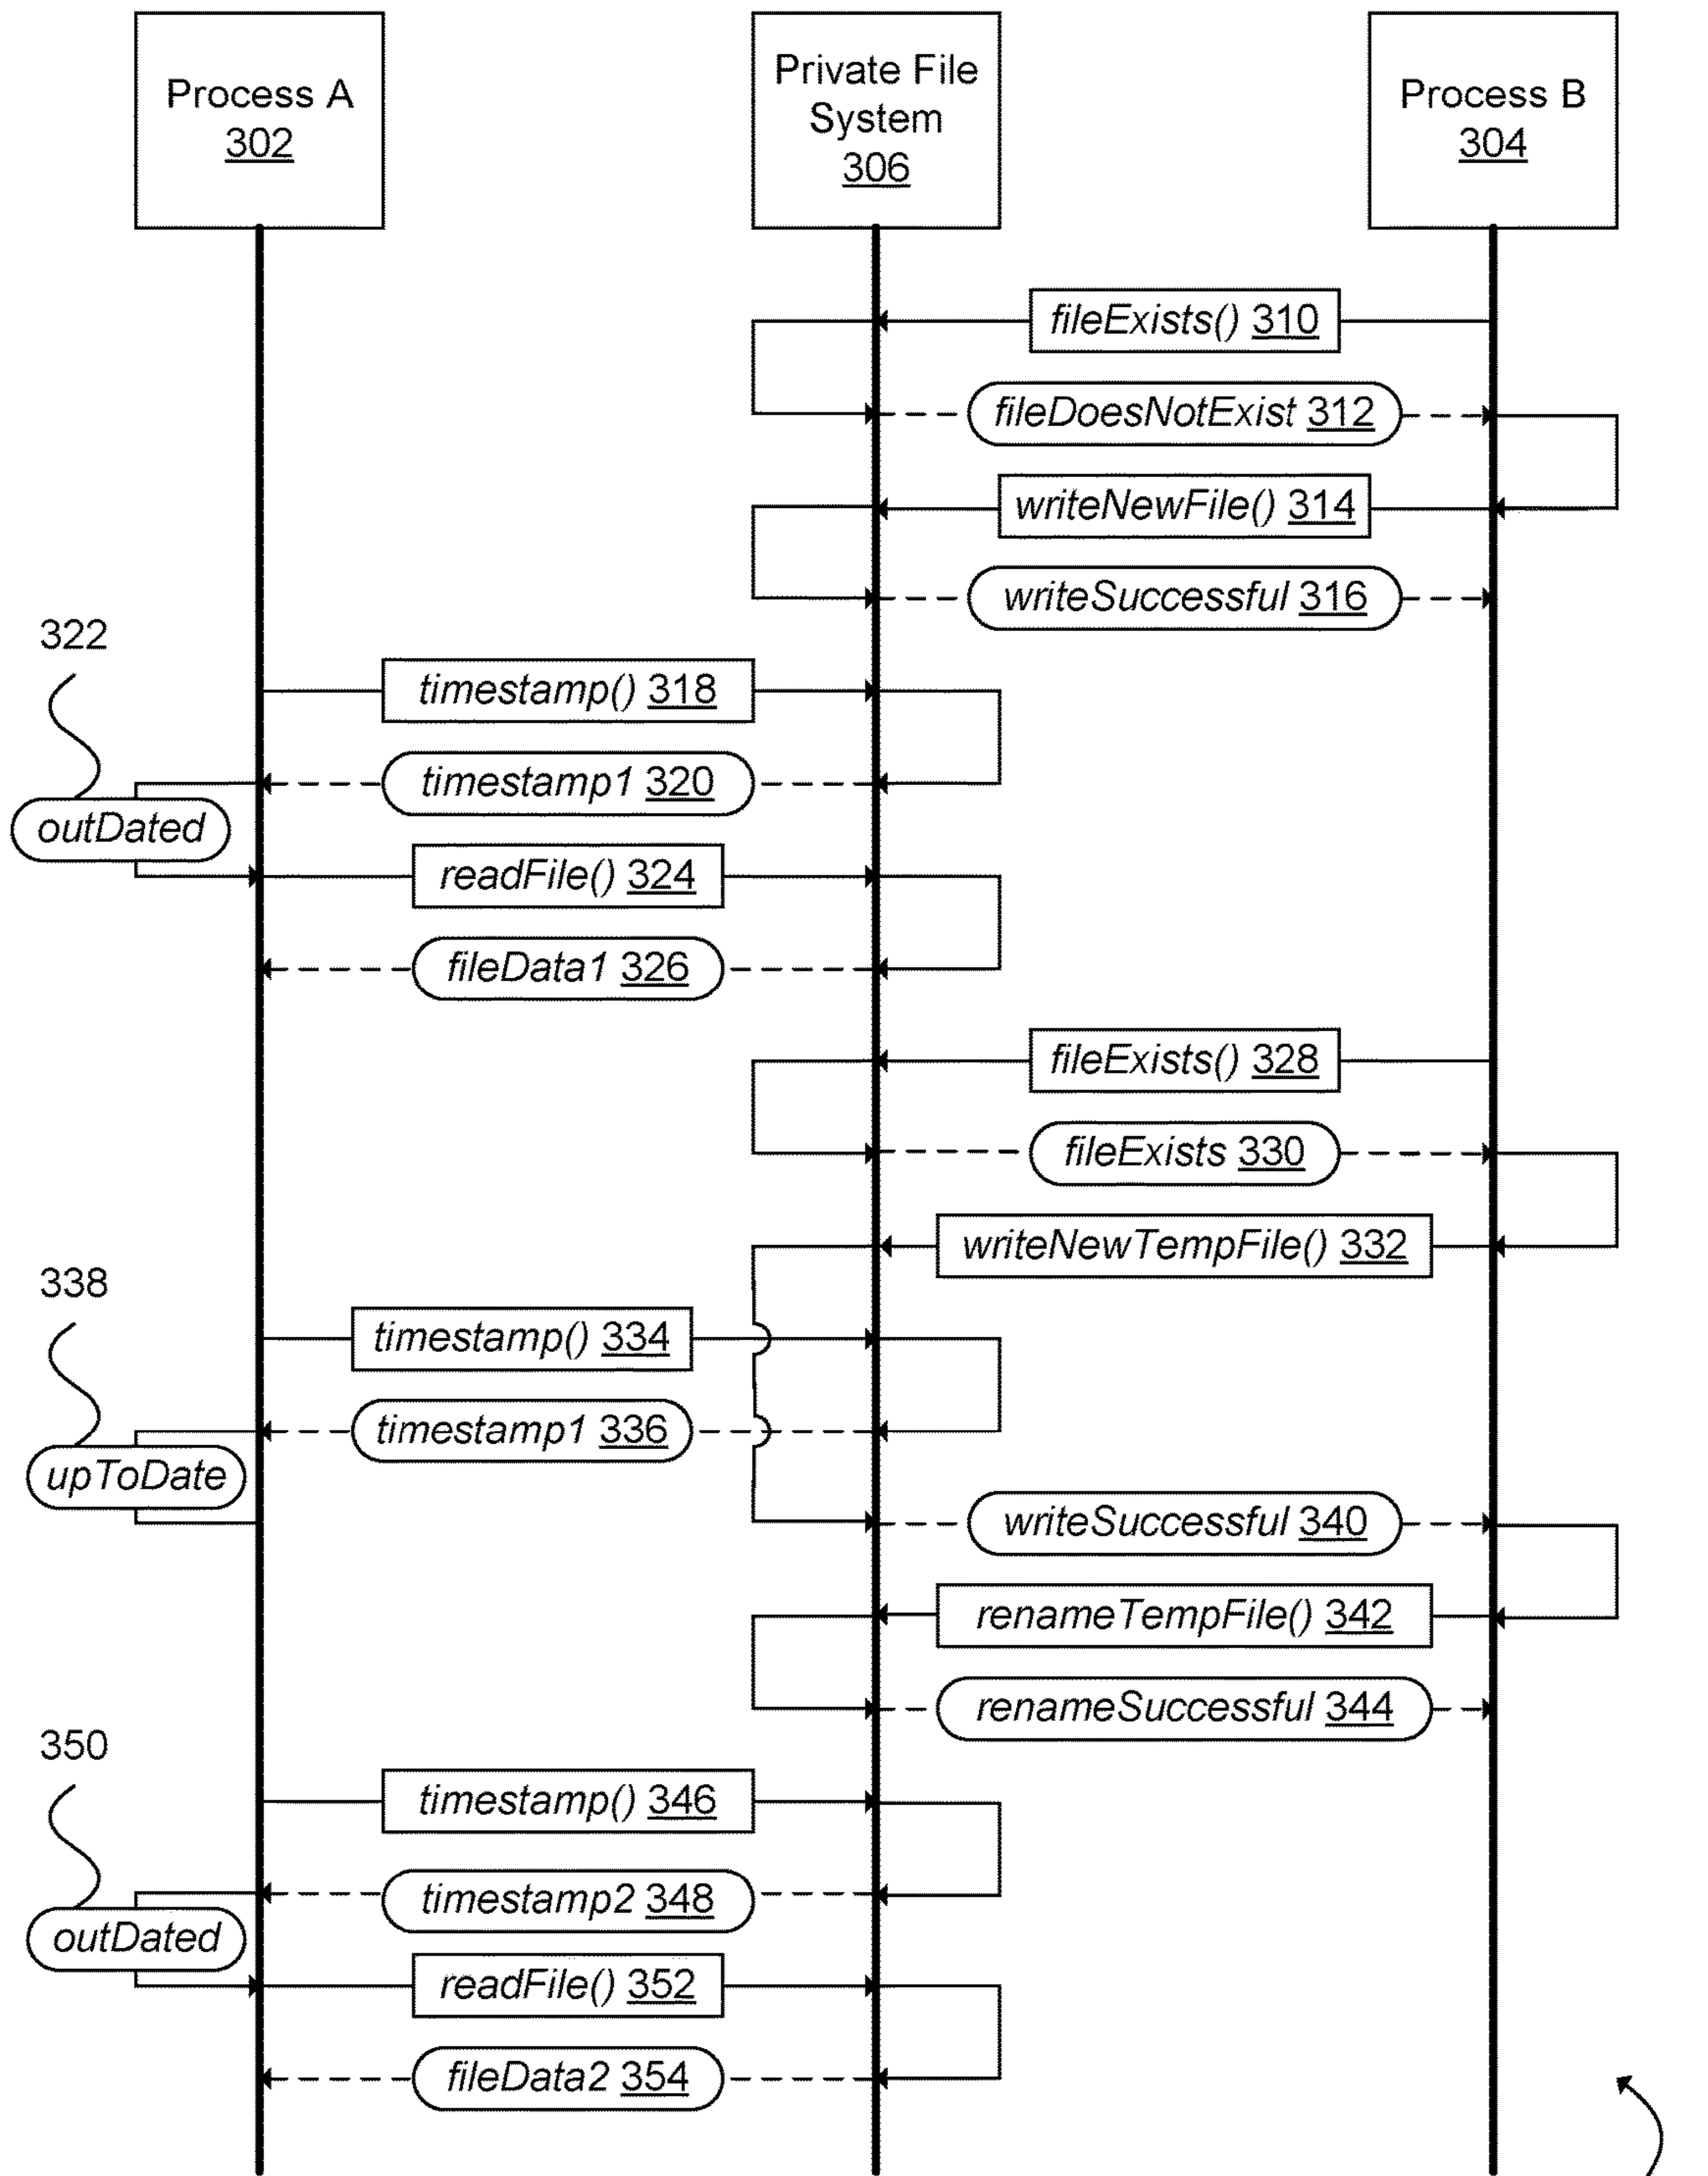 Process A
302
Private File
System
306
Process B
304
fileExists() 310
fileDoesNotExist 312
writeNewFile() 314
writeSuccessful 316
322
timestamp() 318
timestamp1 320
outDated
readFile() 324
fileData1 326
fileExists() 328
fileExists 330
writeNewTempFile() 332
338
timestamp() 334
timestamp1 336
upToDate
writeSuccessful 340
renameTempFile() 342
renameSuccessful 344
350
timestamp() 346
timestamp2 348
outDated
readFile() 352
fileData2 354